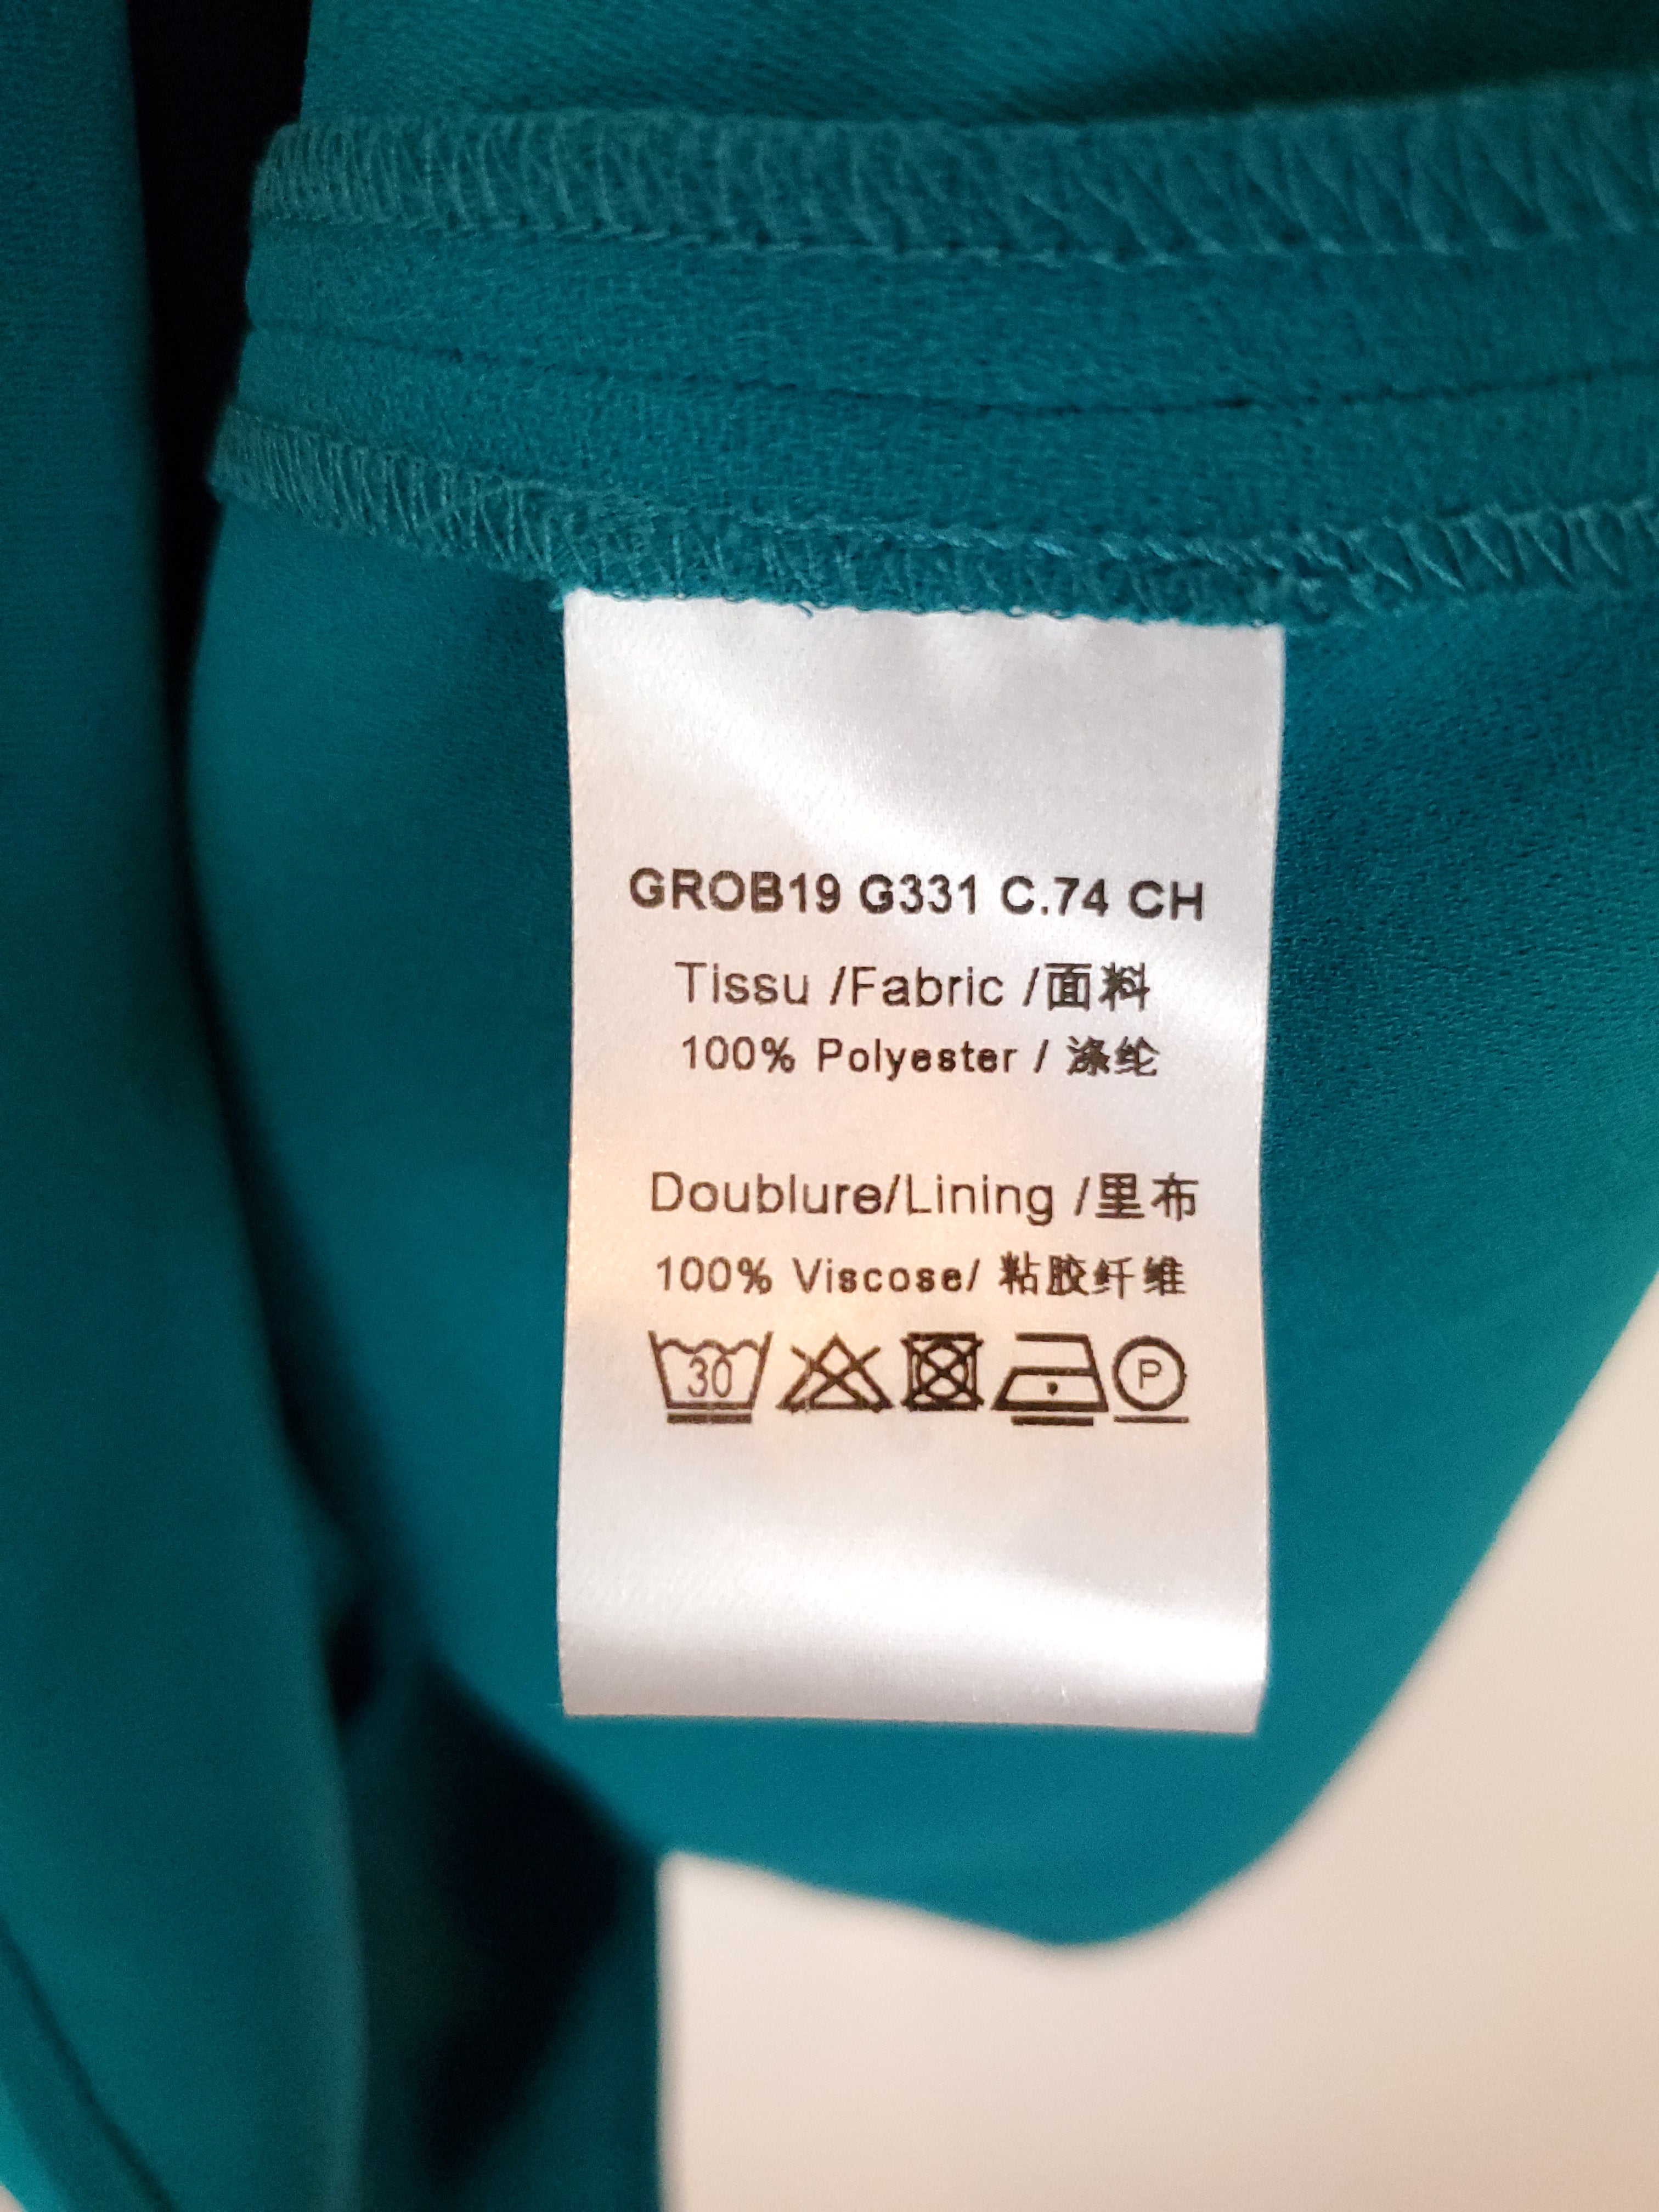 GROB19 G331 C.74 CH
Tissu /Fabric /面料
100% Polyester / 涤纶
Doublure/Lining /里布
100% Viscose/ 粘胶纤维
30 P